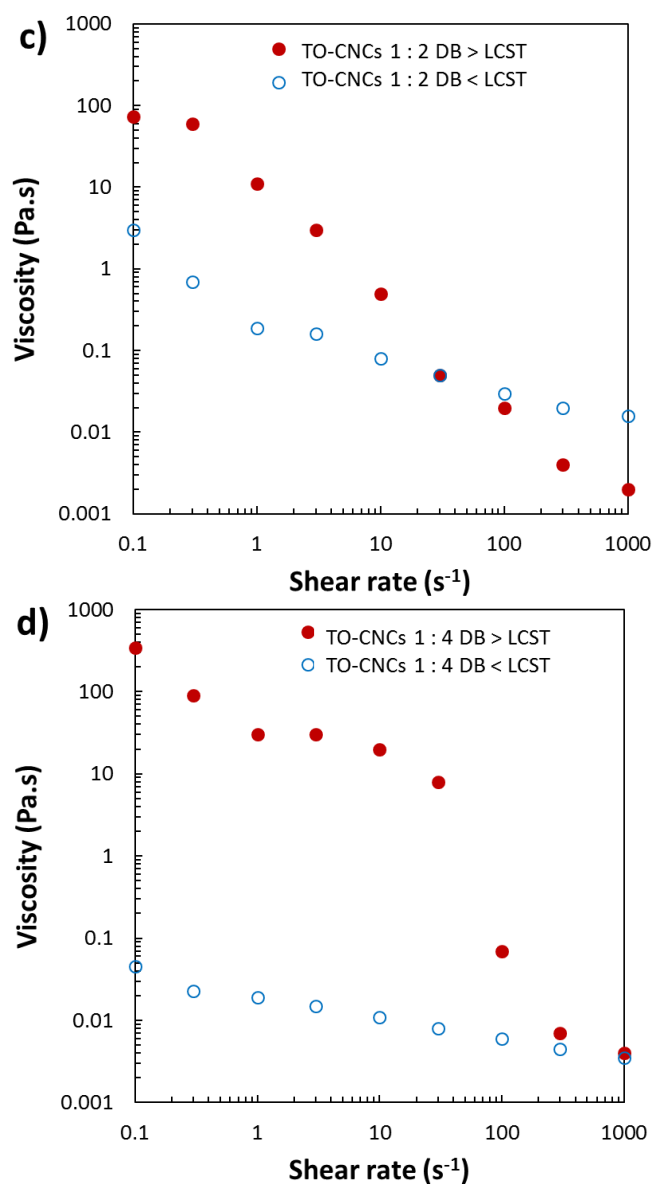 c)
1000
TO-CNCs 1 : 2 DB > LCST
TO-CNCs 1 : 2 DB < LCST
100
10
1
0.1
0.01
0.001
Viscosity (Pa.s)
0.1 1 10 100 1000
Shear rate (s⁻¹)
d)
1000
TO-CNCs 1 : 4 DB > LCST
TO-CNCs 1 : 4 DB < LCST
100
10
1
0.1
0.01
0.001
Viscosity (Pa.s)
0.1 1 10 100 1000
Shear rate (s⁻¹)